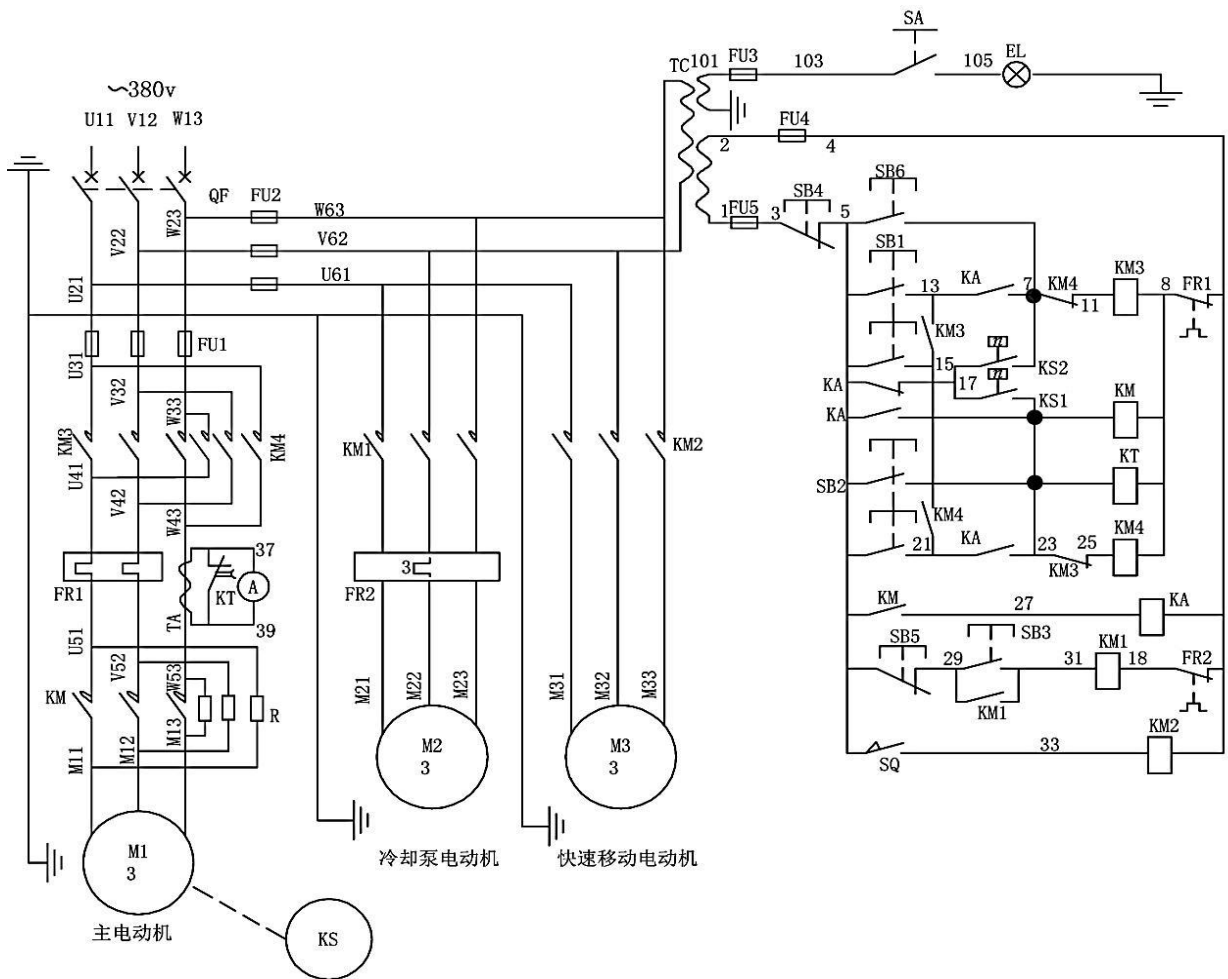 SA
TC 101 FU3 103 105 EL
~380v
U11 V12 W13
2 FU4 4
QF FU2
SB6
W23 W63
1 FU5 3 SB4 5
V22 V62
SB1
U21 U61
13 KA 7 KM4 11 KM3 8 FR1
FU1
U31
KM3
V32
15 n KS2
W33
KA 17 n KS1
KA KM
KM3 KM4 KM1 KM2
U41
KT
V42
SB2
W43
KM4
21 KA 23 25 KM4
KM3
37
FR1 KT A
3
FR2
TA 39
KM 27 KA
U51
SB5 29 SB3 31 KM1 18 FR2
V52
KM1
W53
KM R
M21 M22 M23 M31 M32 M33
M13
M12
M11
33 KM2
SQ
M2
3
M3
3
M1
3
冷却泵电动机 快速移动电动机
主电动机
KS